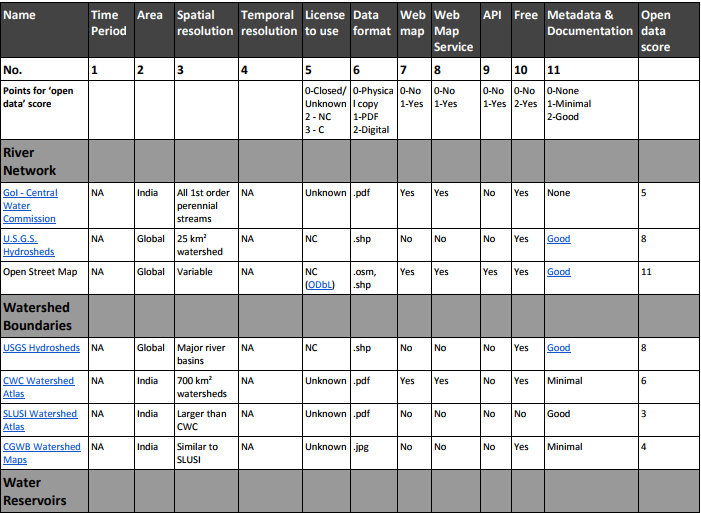 Name Time Period Area Spatial resolution Temporal resolution License to use Data format Web map Web Map Service API Free Metadata & Documentation Open data score
No. 1 2 3 4 5 6 7 8 9 10 11
Points for ‘open data’ score 0-Closed/ Unknown 2 - NC 3 - C 0-Physica l copy 1-PDF 2-Digital 0-No 1-Yes 0-No 1-Yes 0-No 1-Yes 0-No 2-Yes 0-None 1-Minimal 2-Good
River Network
GoI - Central Water Commission NA India All 1st order perennial streams NA Unknown .pdf Yes Yes No Yes None 5
U.S.G.S. Hydrosheds NA Global 25 km² watershed NA NC .shp No No No Yes Good 8
Open Street Map NA Global Variable NA NC (ODbL) .osm, .shp Yes Yes Yes Yes Good 11
Watershed Boundaries
USGS Hydrosheds NA Global Major river basins NA NC .shp No No No Yes Good 8
CWC Watershed Atlas NA India 700 km² watersheds NA Unknown .pdf Yes Yes No Yes Minimal 6
SLUSI Watershed Atlas NA India Larger than CWC NA Unknown .pdf No No No No Good 3
CGWB Watershed Maps NA India Similar to SLUSI NA Unknown .jpg No No No Yes Minimal 4
Water Reservoirs